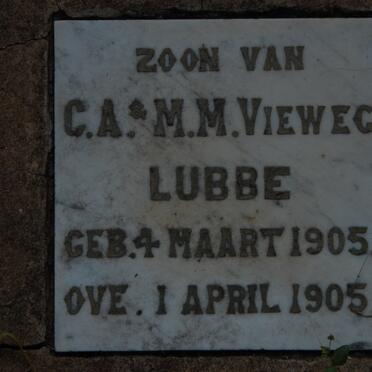 ZOON VAN
C.A. & M.M. VIEWEG
LUBBE
GEB. 4 MAART 1905
OVE. 1 APRIL 1905